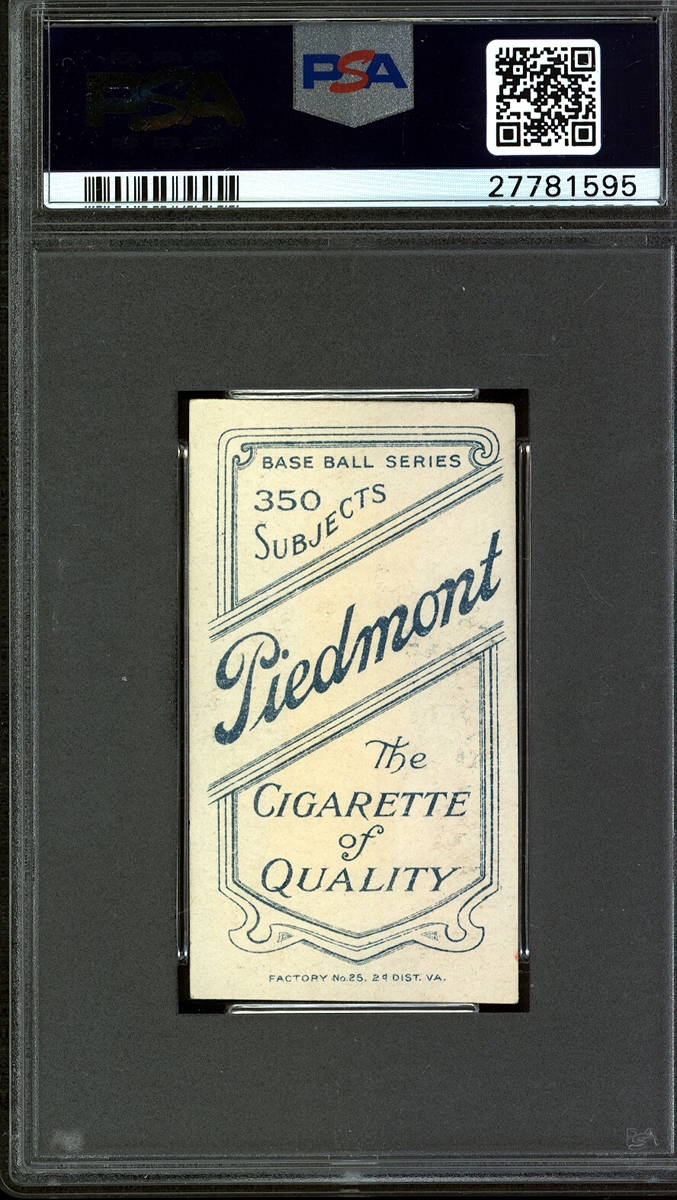 PSA
PSA
27781595
BASE BALL SERIES
350
SUBJECTS
Piedmont
The
CIGARETTE
of
QUALITY
FACTORY No. 25, 2d DIST. VA.
PSA